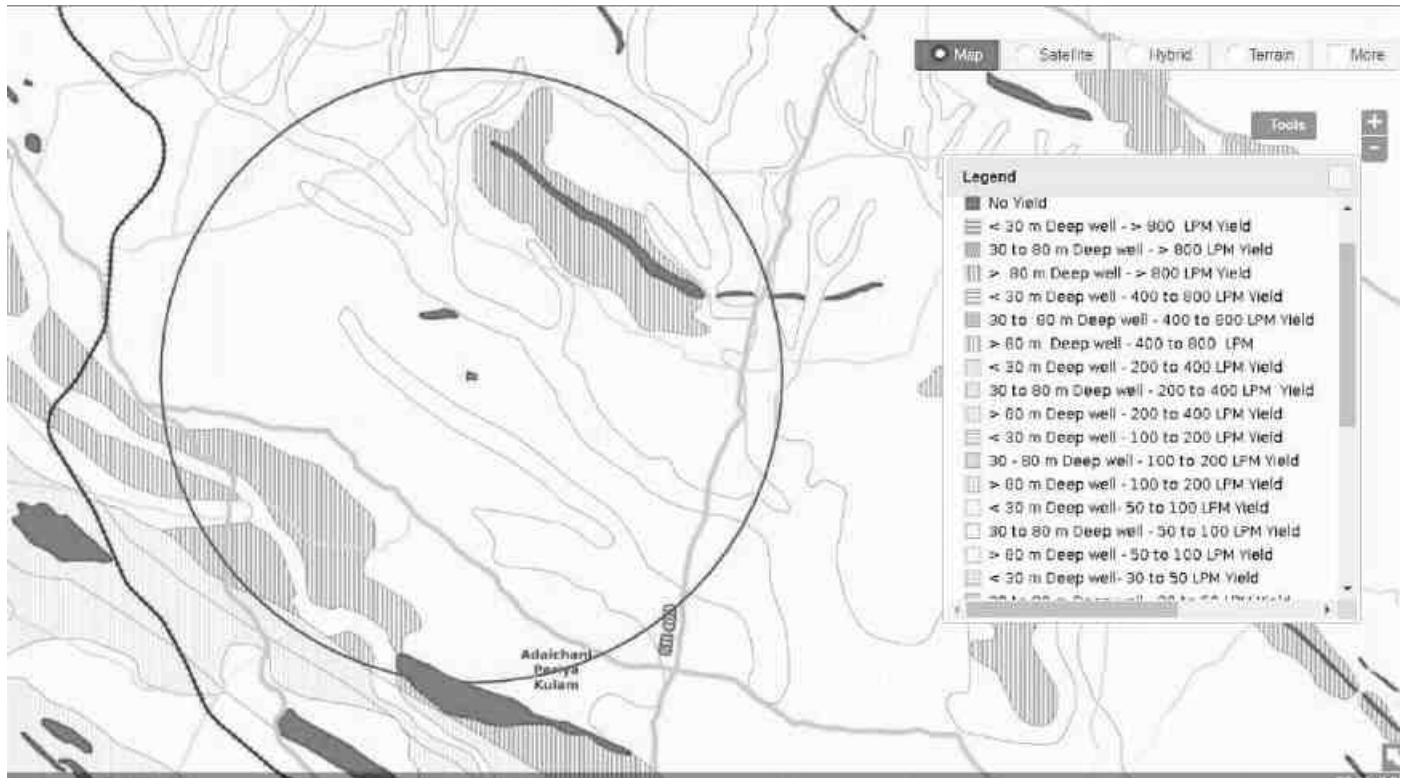 Map Satellite Hybrid Terrain More
Tools
+
−
Legend
No Yield
< 30 m Deep well - > 800 LPM Yield
30 to 80 m Deep well - > 800 LPM Yield
> 80 m Deep well - > 800 LPM Yield
< 30 m Deep well - 400 to 800 LPM Yield
30 to 80 m Deep well - 400 to 800 LPM Yield
> 80 m Deep well - 400 to 800 LPM
< 30 m Deep well - 200 to 400 LPM Yield
30 to 80 m Deep well - 200 to 400 LPM Yield
> 80 m Deep well - 200 to 400 LPM Yield
< 30 m Deep well - 100 to 200 LPM Yield
30 - 80 m Deep well - 100 to 200 LPM Yield
> 80 m Deep well - 100 to 200 LPM Yield
< 30 m Deep well - 50 to 100 LPM Yield
30 to 80 m Deep well - 50 to 100 LPM Yield
> 80 m Deep well - 50 to 100 LPM Yield
< 30 m Deep well- 30 to 50 LPM Yield
Adaichani
Periya
Kulam